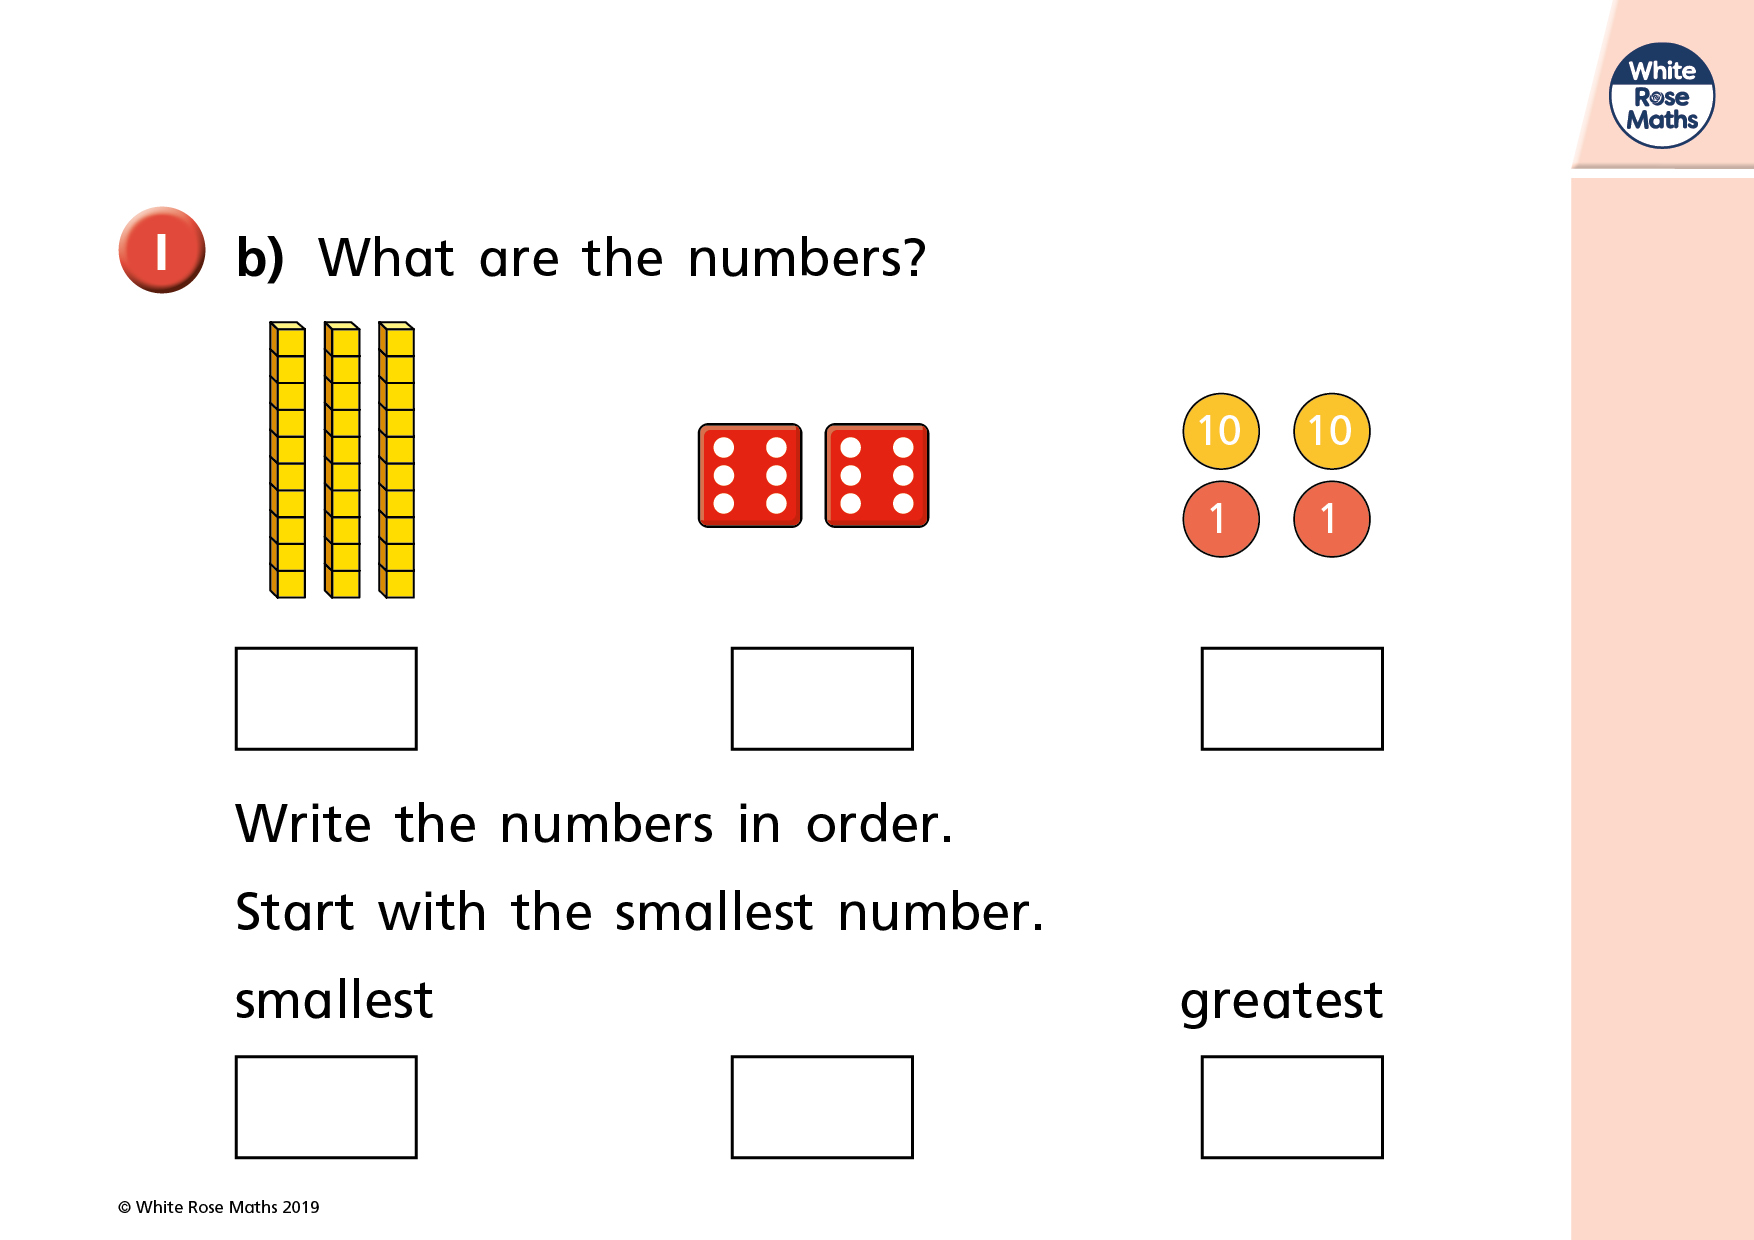 White
Rose
Maths
1 b) What are the numbers?
10 10
1 1
Write the numbers in order.
Start with the smallest number.
smallest greatest
© White Rose Maths 2019